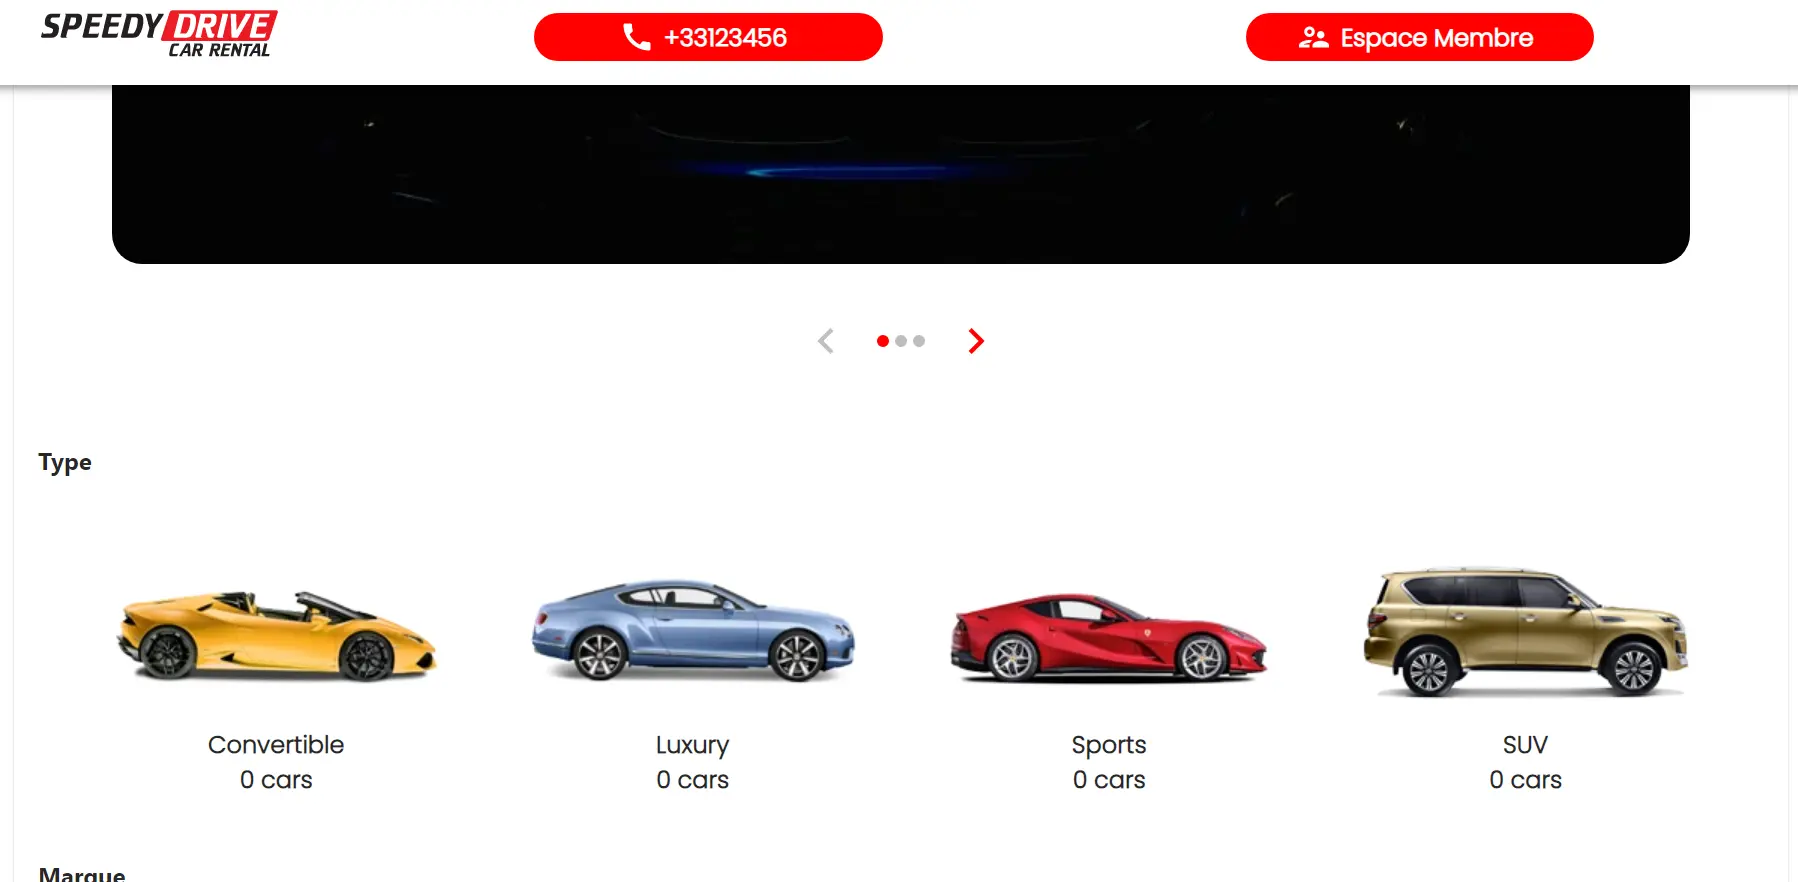 SPEEDY DRIVE
CAR RENTAL
+33123456
Espace Membre
Type
Convertible
0 cars
Luxury
0 cars
Sports
0 cars
SUV
0 cars
Marque